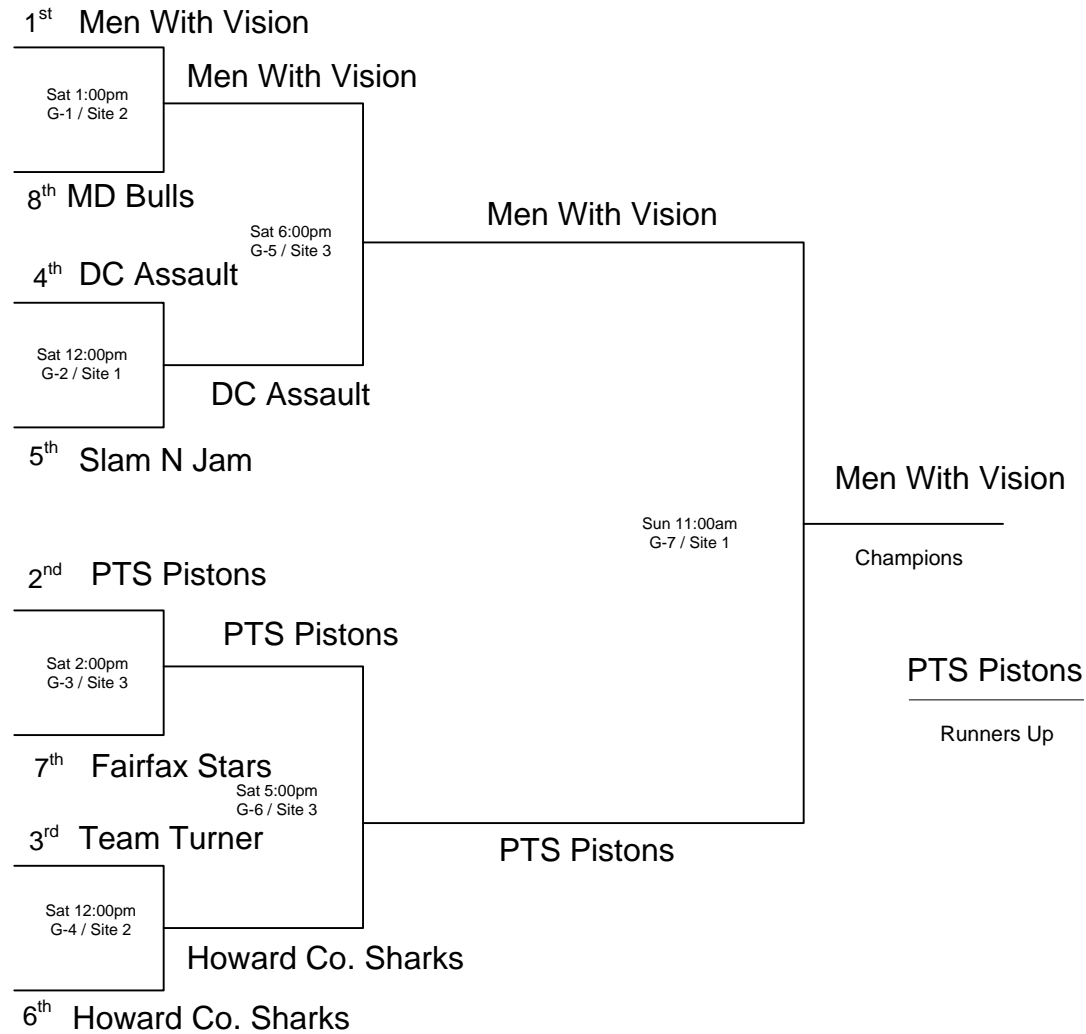 1st Men With Vision
Men With Vision
Sat 1:00pm
G-1 / Site 2
8th MD Bulls
Men With Vision
Sat 6:00pm
G-5 / Site 3
4th DC Assault
Sat 12:00pm
G-2 / Site 1
DC Assault
5th Slam N Jam
Men With Vision
Sun 11:00am
G-7 / Site 1
Champions
2nd PTS Pistons
PTS Pistons
Sat 2:00pm
G-3 / Site 3
PTS Pistons
Runners Up
7th Fairfax Stars
Sat 5:00pm
G-6 / Site 3
3rd Team Turner
PTS Pistons
Sat 12:00pm
G-4 / Site 2
Howard Co. Sharks
6th Howard Co. Sharks